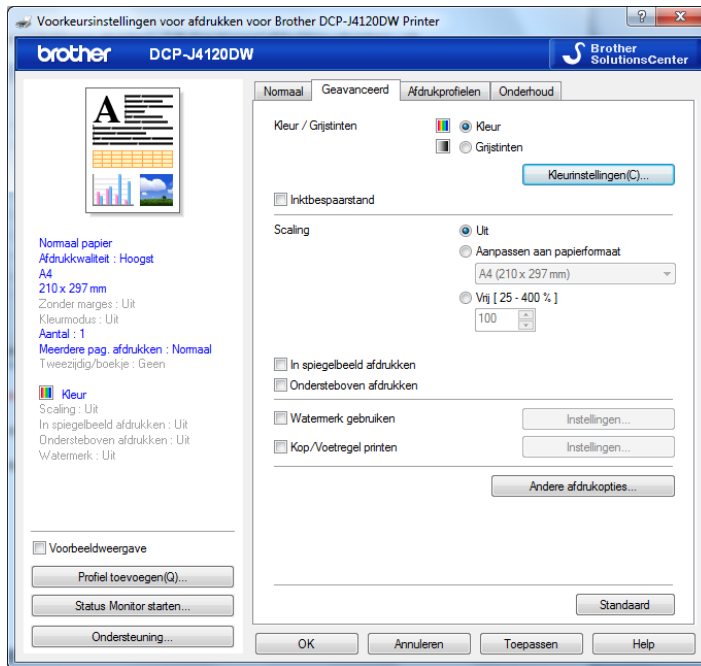 Voorkeursinstellingen voor afdrukken voor Brother DCP-J4120DW Printer
brother DCP-J4120DW
Brother
SolutionsCenter
A
Normaal papier
Afdrukkwaliteit : Hoogst
A4
210 x 297 mm
Zonder marges : Uit
Kleurmodus : Uit
Aantal : 1
Meerdere pag. afdrukken : Normaal
Tweezijdig/boekje : Geen
Kleur
Scaling : Uit
In spiegelbeeld afdrukken : Uit
Ondersteboven afdrukken : Uit
Watermerk : Uit
Voorbeeldweergave
Profiel toevoegen(Q)...
Status Monitor starten...
Ondersteuning...
Normaal Geavanceerd Afdrukprofielen Onderhoud
Kleur / Grijstinten
Kleur
Grijstinten
Kleurinstellingen(C)...
Inktbespaarstand
Scaling
Uit
Aanpassen aan papierformaat
A4 (210 x 297 mm)
Vrij [ 25 - 400 % ]
100
In spiegelbeeld afdrukken
Ondersteboven afdrukken
Watermerk gebruiken Instellingen...
Kop/Voetregel printen Instellingen...
Andere afdrukopties...
Standaard
OK Annuleren Toepassen Help